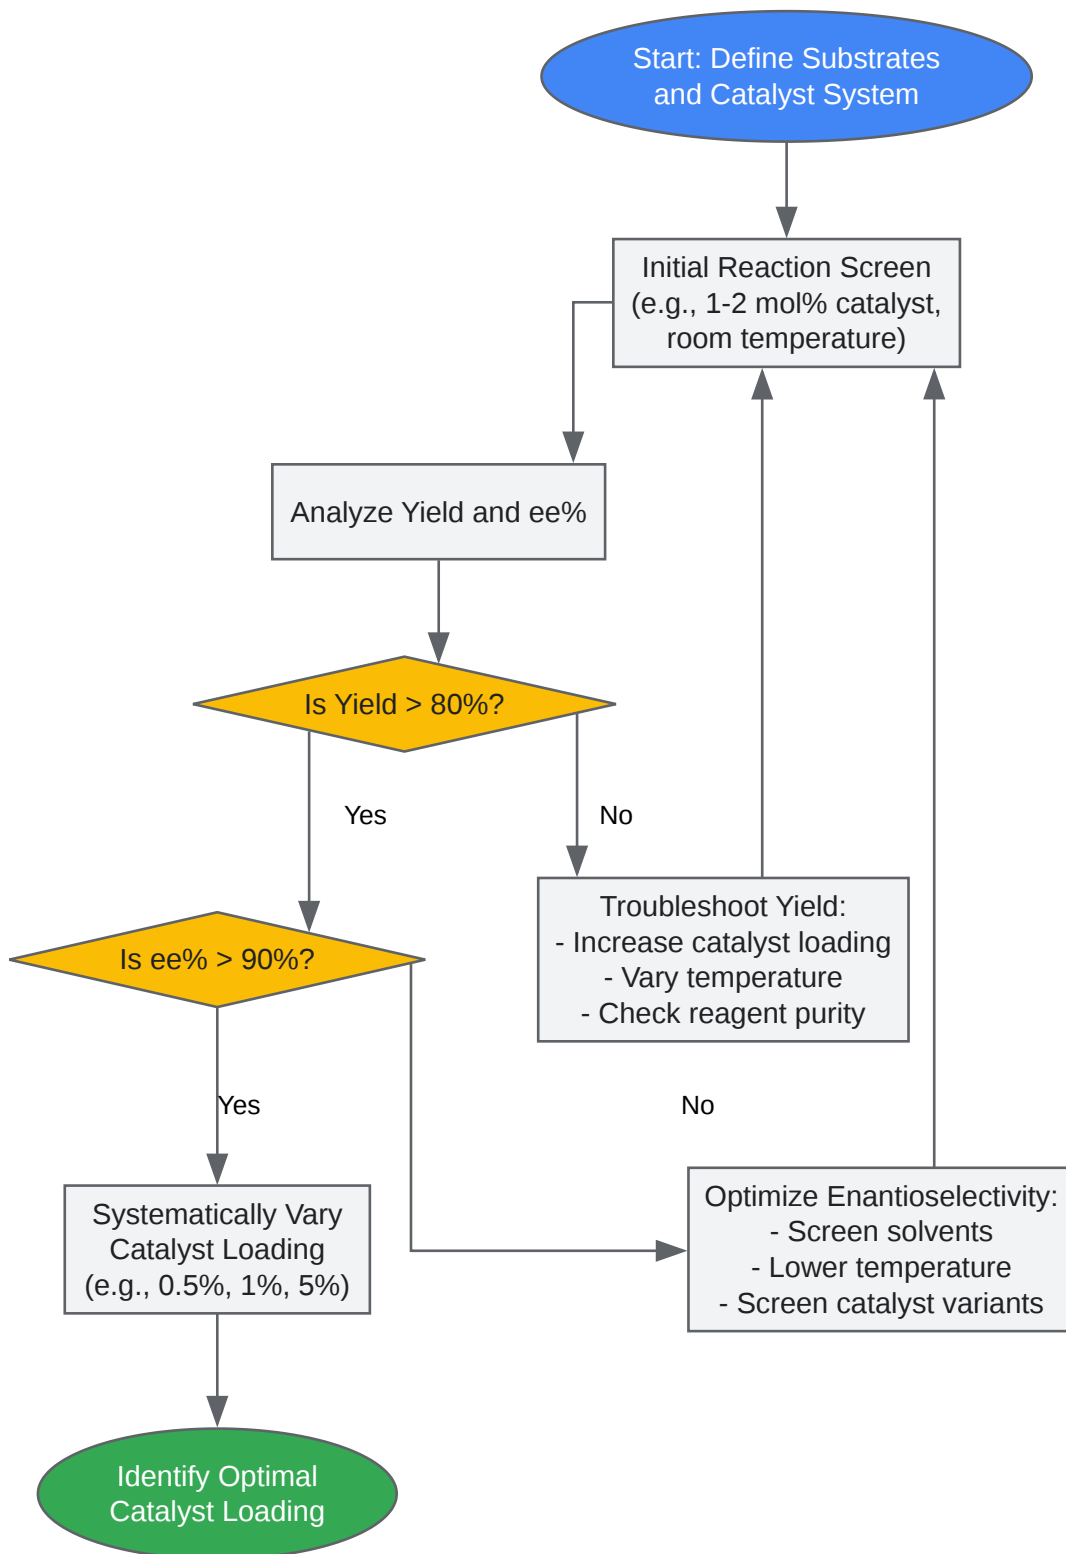 Start: Define Substrates
and Catalyst System
Initial Reaction Screen
(e.g., 1-2 mol% catalyst,
room temperature)
Analyze Yield and ee%
Is Yield > 80%?
Yes
No
Is ee% > 90%?
Troubleshoot Yield:
- Increase catalyst loading
- Vary temperature
- Check reagent purity
Yes
No
Systematically Vary
Catalyst Loading
(e.g., 0.5%, 1%, 5%)
Optimize Enantioselectivity:
- Screen solvents
- Lower temperature
- Screen catalyst variants
Identify Optimal
Catalyst Loading